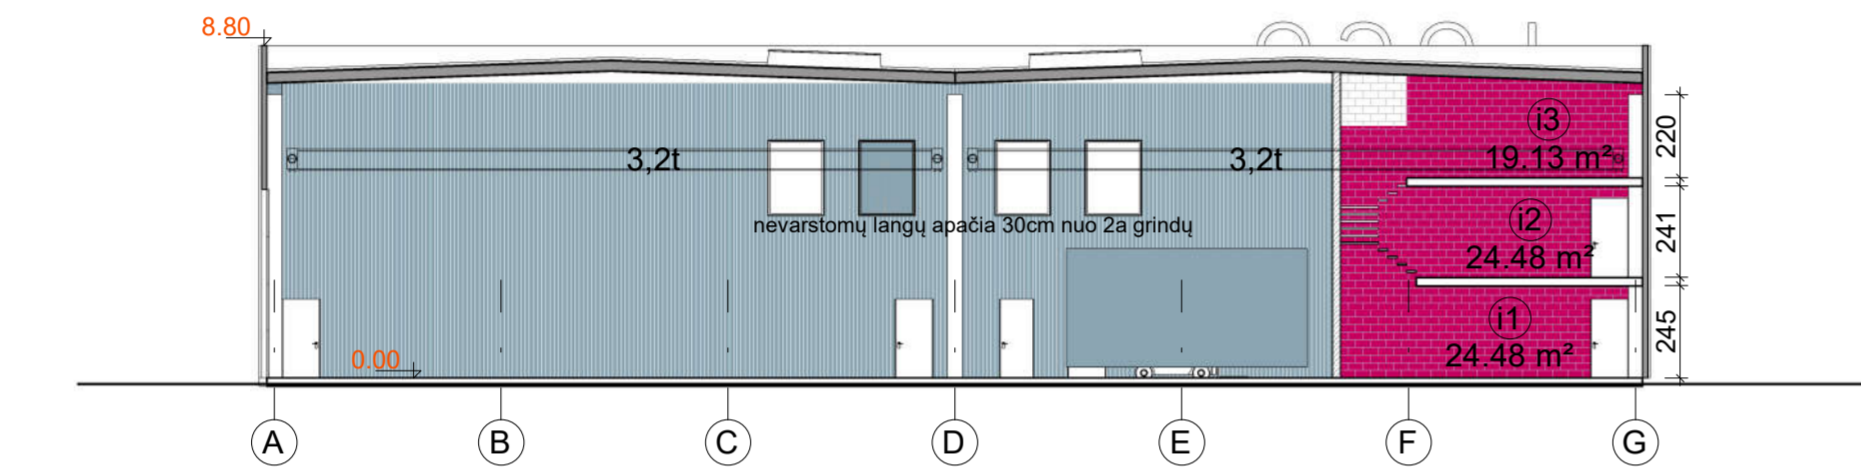 8.80
i3
220
3,2t
3,2t
19.13 m²
nevarstomų langų apačia 30cm nuo 2a grindų
i2
241
24.48 m²
i1
245
0.00
24.48 m²
A B C D E F G